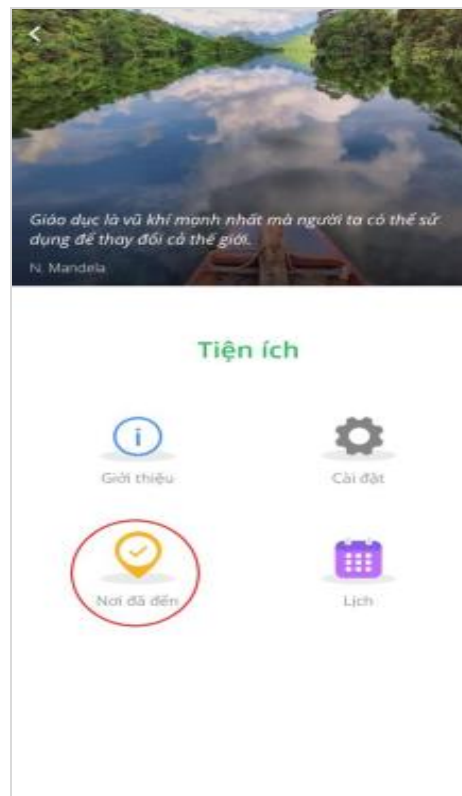 Giáo dục là vũ khí mạnh nhất mà người ta có thể sử
dụng để thay đổi cả thế giới.
N. Mandela
Tiện ích
Giới thiệu
Cài đặt
Nơi đã đến
Lịch